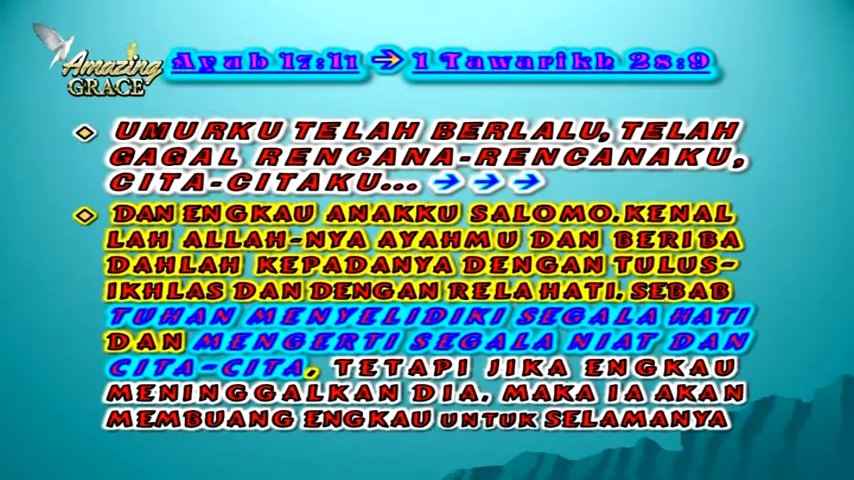 Amazing
GRACE
Ayub 17:11 → 1 Tawarikh 28:9
UMURKU TELAH BERLALU, TELAH
GAGAL RENCANA-RENCANAKU,
CITA-CITAKU... → → →
DAN ENGKAU ANAKKU SALOMO, KENAL
LAH ALLAH-NYA AYAHMU DAN BERIBA
DAHLAH KEPADANYA DENGAN TULUS-
IKHLAS DAN DENGAN RELA HATI, SEBAB
TUHAN MENYELIDIKI SEGALA HATI
DAN MENGERTI SEGALA NIAT DAN
CITA-CITA, TETAPI JIKA ENGKAU
MENINGGALKAN DIA, MAKA IA AKAN
MEMBUANG ENGKAU UNTUK SELAMANYA